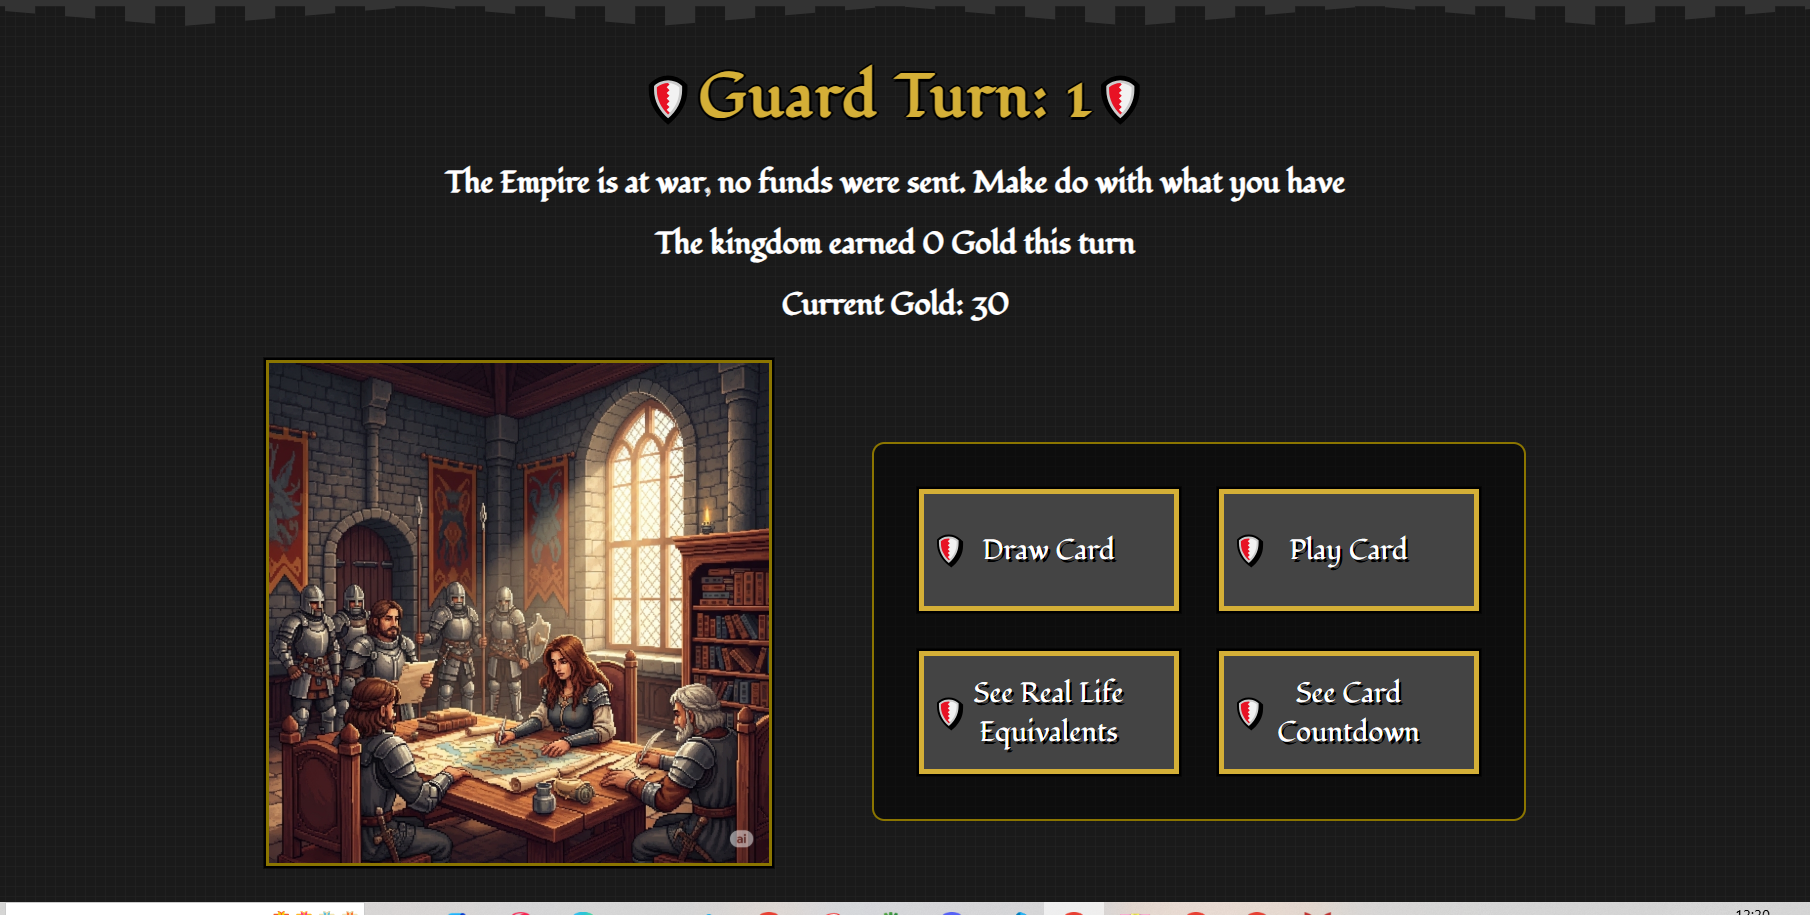 Guard Turn: 1
The Empire is at war, no funds were sent. Make do with what you have
The kingdom earned 0 Gold this turn
Current Gold: 30
Draw Card
Play Card
See Real Life
Equivalents
See Card
Countdown
ai